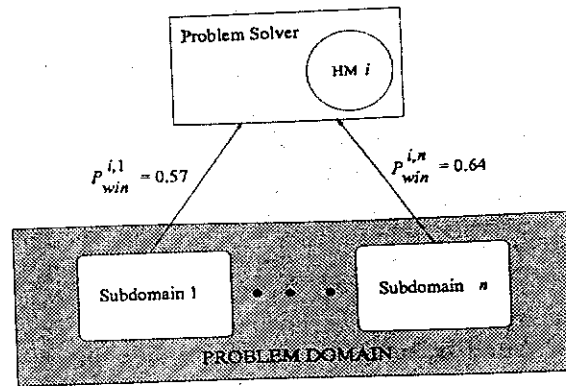 Problem Solver
HM i
P_win^i,1 = 0.57
P_win^i,n = 0.64
Subdomain 1 • • • Subdomain n
PROBLEM DOMAIN